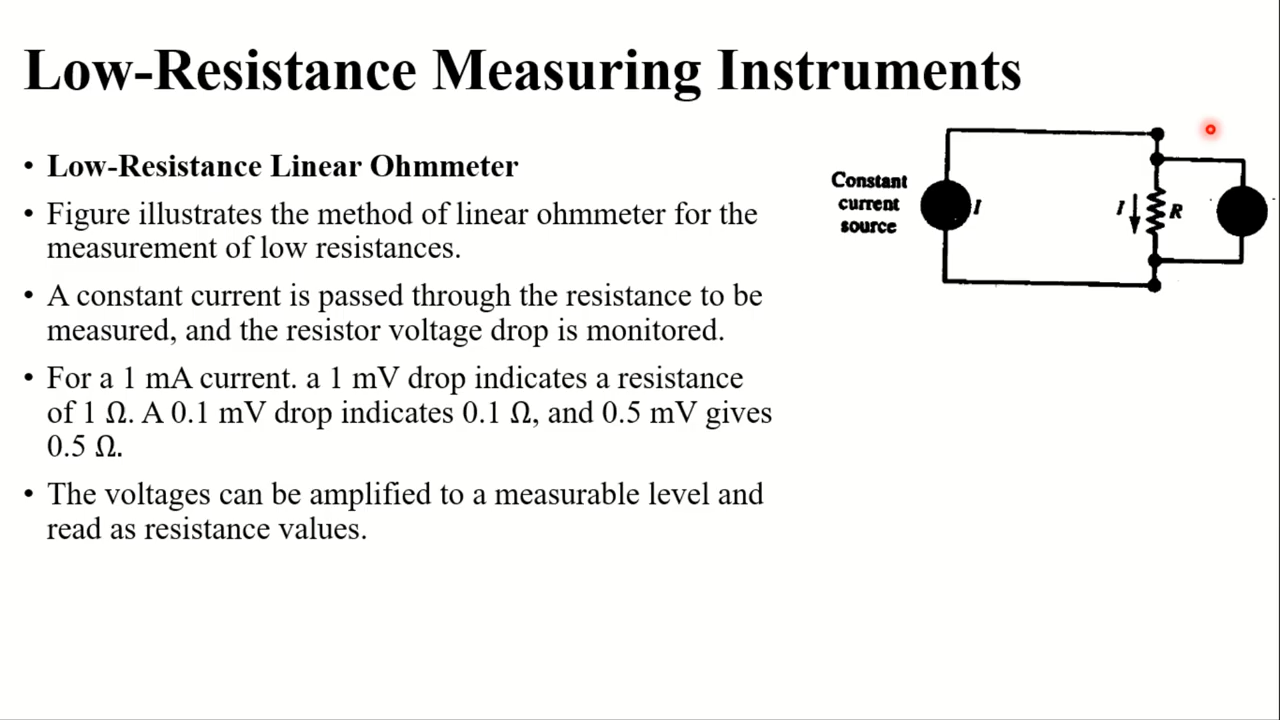 Low-Resistance Measuring Instruments
• Low-Resistance Linear Ohmmeter
• Figure illustrates the method of linear ohmmeter for the
measurement of low resistances.
• A constant current is passed through the resistance to be
measured, and the resistor voltage drop is monitored.
• For a 1 mA current. a 1 mV drop indicates a resistance
of 1 Ω. A 0.1 mV drop indicates 0.1 Ω, and 0.5 mV gives
0.5 Ω.
• The voltages can be amplified to a measurable level and
read as resistance values.
Constant
current
source
I
I
R